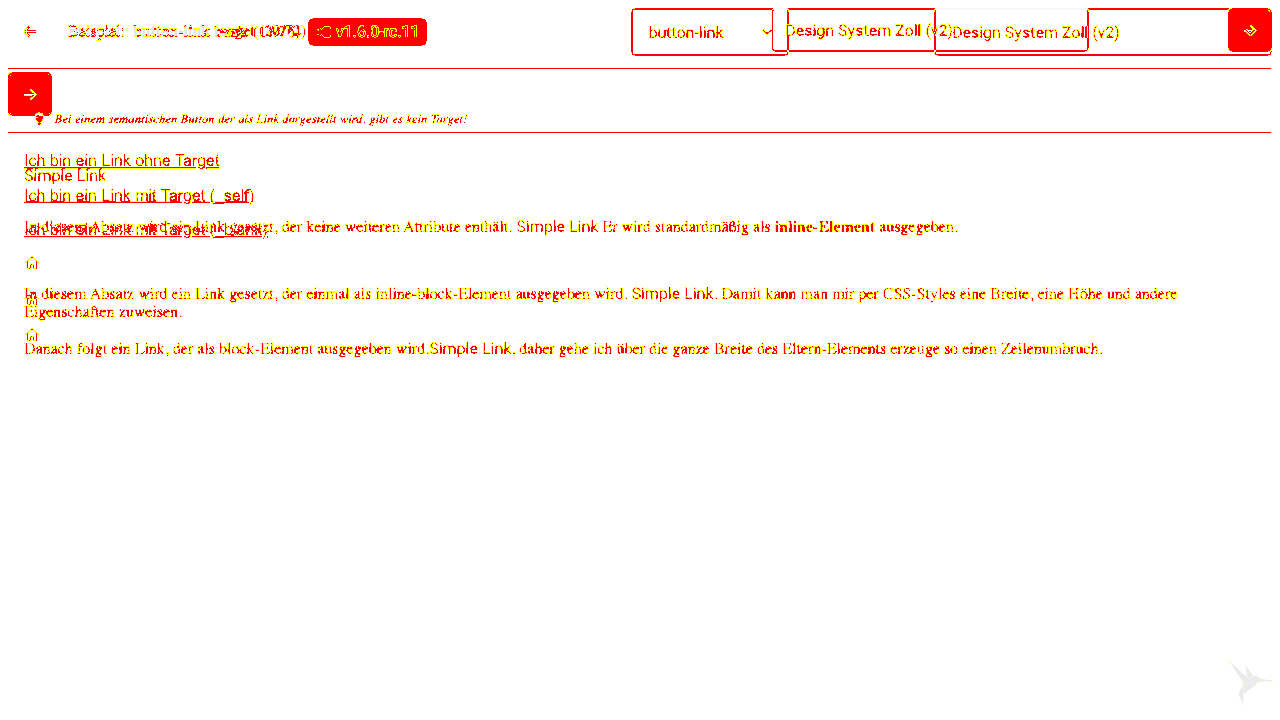 Beispiel: button-link v1.6.0-rc.11 button-link Design System Zoll (v2) Design System Zoll (v2)
Bei einem semantischen Button der als Link dargestellt wird, gibt es kein Target!
Ich bin ein Link ohne Target
Simple Link
Ich bin ein Link mit Target (_self)
In diesem Absatz wird ein Link gesetzt, der keine weiteren Attribute enthält. Simple Link Er wird standardmäßig als inline-Element ausgegeben.
Ich bin ein Link mit Target (_blank)
In diesem Absatz wird ein Link gesetzt, der einmal als inline-block-Element ausgegeben wird. Simple Link. Damit kann man mir per CSS-Styles eine Breite, eine Höhe und andere
Eigenschaften zuweisen.
Danach folgt ein Link, der als block-Element ausgegeben wird.Simple Link, daher gehe ich über die ganze Breite des Eltern-Elements erzeuge so einen Zeilenumbruch.